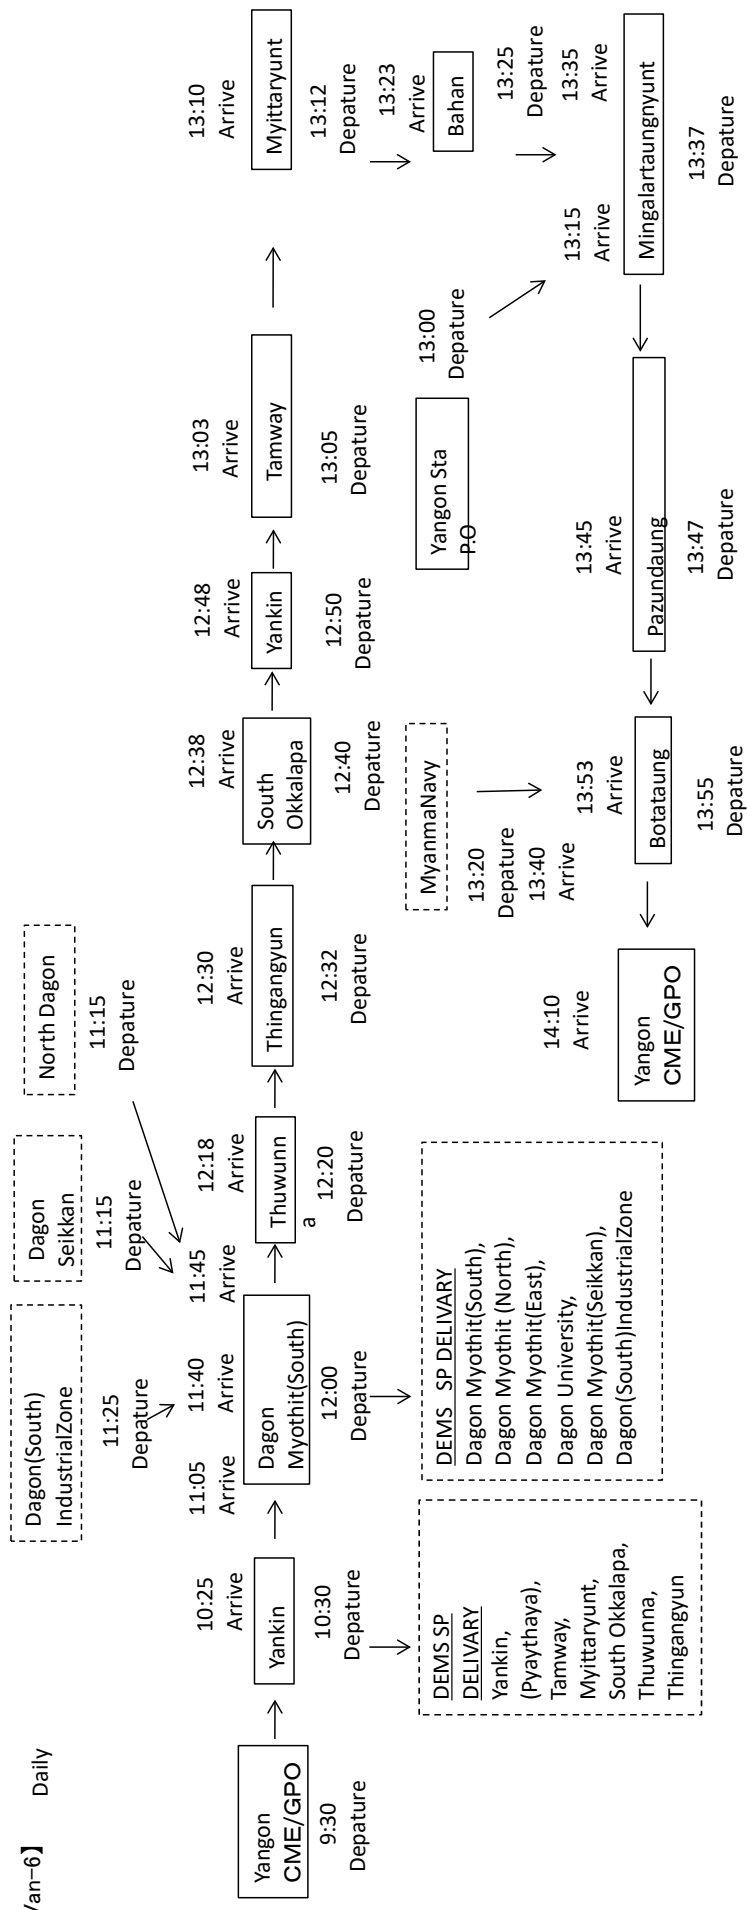 /an-6】
Daily
Yangon
CME/GPO
9:30
Depature
10:25
Arrive
Yankin
10:30
Depature
DEMS SP
DELIVARY
Yankin,
(Pyaythaya),
Tamway,
Myittaryunt,
South Okkalapa,
Thuwunna,
Thingangyun
Dagon(South)
IndustrialZone
11:25
Depature
Dagon
Seikkan
11:15
Depature
North Dagon
11:15
Depature
11:05
Arrive
11:40
Arrive
11:45
Arrive
Dagon
Myothit(South)
12:00
Depature
DEMS SP DELIVARY
Dagon Myothit(South),
Dagon Myothit (North),
Dagon Myothit(East),
Dagon University,
Dagon Myothit(Seikkan),
Dagon(South)IndustrialZone
12:18
Arrive
Thuwunn
a
12:20
Depature
12:30
Arrive
Thingangyun
12:32
Depature
12:38
Arrive
South
Okkalapa
12:40
Depature
12:48
Arrive
Yankin
12:50
Depature
13:03
Arrive
Tamway
13:05
Depature
13:10
Arrive
Myittaryunt
13:12
Depature
13:23
Arrive
Bahan
13:25
Depature
13:35
Arrive
Yangon Sta
P.O
13:00
Depature
13:15
Arrive
Mingalartaungnyunt
13:37
Depature
13:45
Arrive
Pazundaung
13:47
Depature
MyanmaNavy
13:20
Depature
13:40
Arrive
13:53
Arrive
Botataung
13:55
Depature
14:10
Arrive
Yangon
CME/GPO